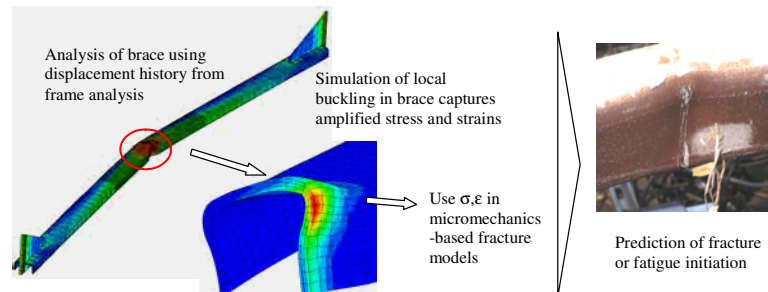 Analysis of brace using
displacement history from
frame analysis
Simulation of local
buckling in brace captures
amplified stress and strains
Use σ,ε in
micromechanics
-based fracture
models
Prediction of fracture
or fatigue initiation